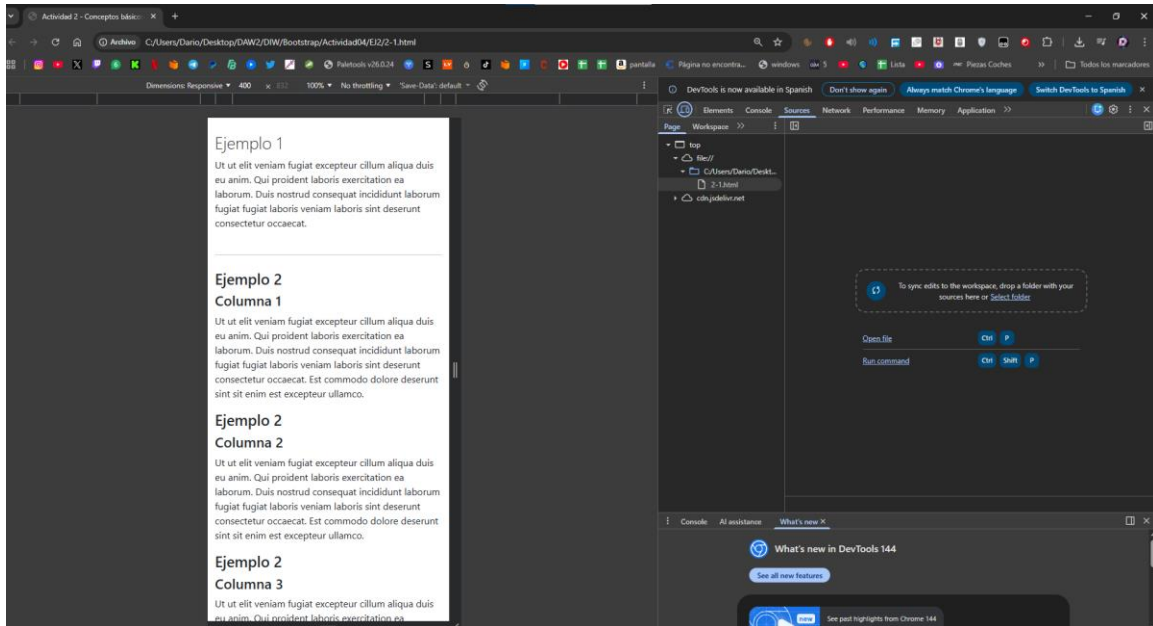 Actividad 2 - Conceptos básico
Archivo C:/Users/Dario/Desktop/DAW2/DIW/Bootstrap/Actividad04/EJ2/2-1.html
Paletools v26.0.24
pantalla
Página no encontra...
windows
5
Lista
Piezas Coches
Todos los marcadores
Dimensions: Responsive 400 x 100% No throttling 'Save-Data': default
DevTools is now available in Spanish Don't show again Always match Chrome's language Switch DevTools to Spanish
Elements Console Sources Network Performance Memory Application
Page Workspace
top
file://
C:/Users/Dario/Deskt...
2-1.html
cdn.jsdelivr.net
Ejemplo 1
Ut ut elit veniam fugiat excepteur cillum aliqua duis
eu anim. Qui proident laboris exercitation ea
laborum. Duis nostrud consequat incididunt laborum
fugiat fugiat laboris veniam laboris sint deserunt
consectetur occaecat.
Ejemplo 2
Columna 1
Ut ut elit veniam fugiat excepteur cillum aliqua duis
eu anim. Qui proident laboris exercitation ea
laborum. Duis nostrud consequat incididunt laborum
fugiat fugiat laboris veniam laboris sint deserunt
consectetur occaecat. Est commodo dolore deserunt
sint sit enim est excepteur ullamco.
Ejemplo 2
Columna 2
Ut ut elit veniam fugiat excepteur cillum aliqua duis
eu anim. Qui proident laboris exercitation ea
laborum. Duis nostrud consequat incididunt laborum
fugiat fugiat laboris veniam laboris sint deserunt
consectetur occaecat. Est commodo dolore deserunt
sint sit enim est excepteur ullamco.
Ejemplo 2
Columna 3
Ut ut elit veniam fugiat excepteur cillum aliqua duis
eu anim. Qui proident laboris exercitation ea
To sync edits to the workspace, drop a folder with your
sources here or Select folder
Open file Ctrl P
Run command Ctrl Shift P
Console AI assistance What's new
What's new in DevTools 144
See all new features
new
See past highlights from Chrome 144